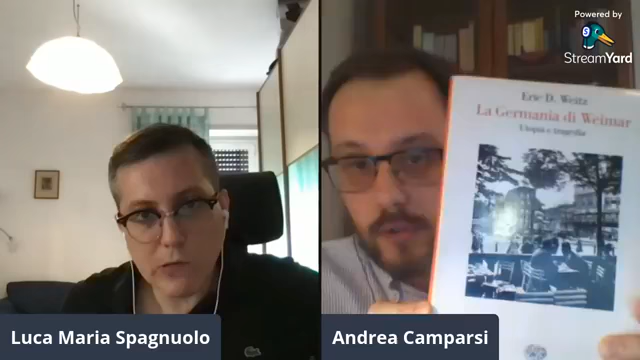 Powered by
StreamYard
Eric D. Weitz
La Germania di Weimar
Utopia e tragedia
Luca Maria Spagnuolo
Andrea Camparsi